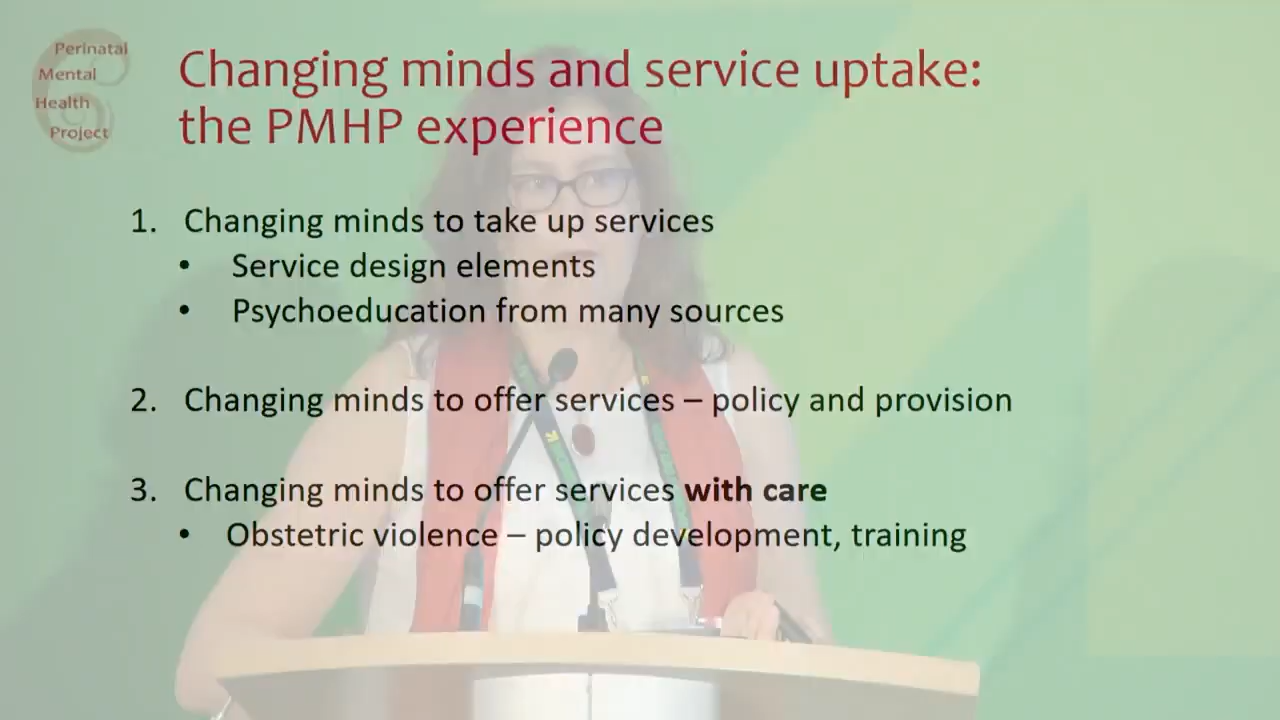 Perinatal
Mental
Health
Project
Changing minds and service uptake:
the PMHP experience
1. Changing minds to take up services
• Service design elements
• Psychoeducation from many sources
2. Changing minds to offer services – policy and provision
3. Changing minds to offer services with care
• Obstetric violence – policy development, training